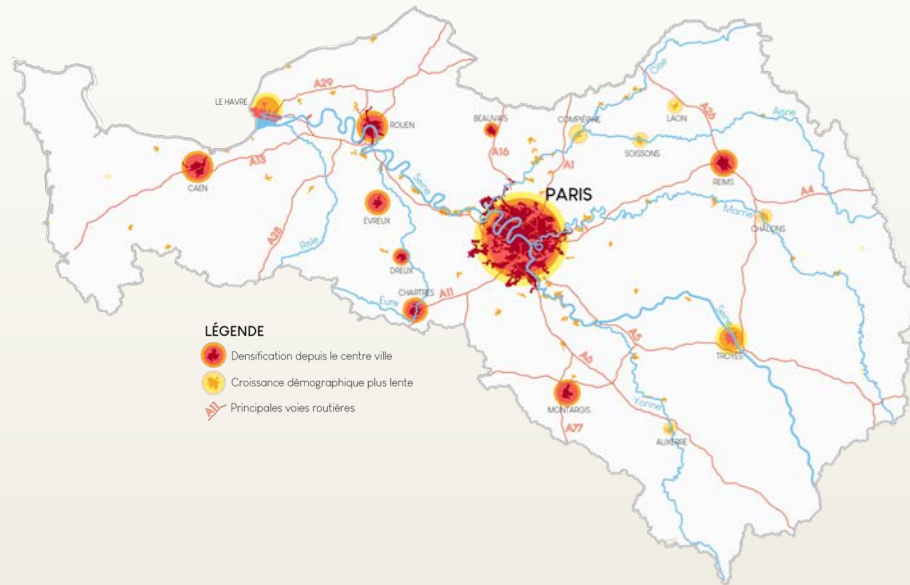 A29
LE HAVRE
ROUEN
BEAUVAIS
COMPIÈGNE
Oise
LAON
A26
Aisne
SOISSONS
A13
CAEN
A16
A1
Seine
PARIS
REIMS
A4
Marne
CHALONS
EVREUX
A28
Risle
DREUX
CHARTRES
A11
Eure
Seine
TROYES
A5
A6
MONTARGIS
Yonne
A77
AUXERRE
LÉGENDE
Densification depuis le centre ville
Croissance démographique plus lente
A11 Principales voies routières